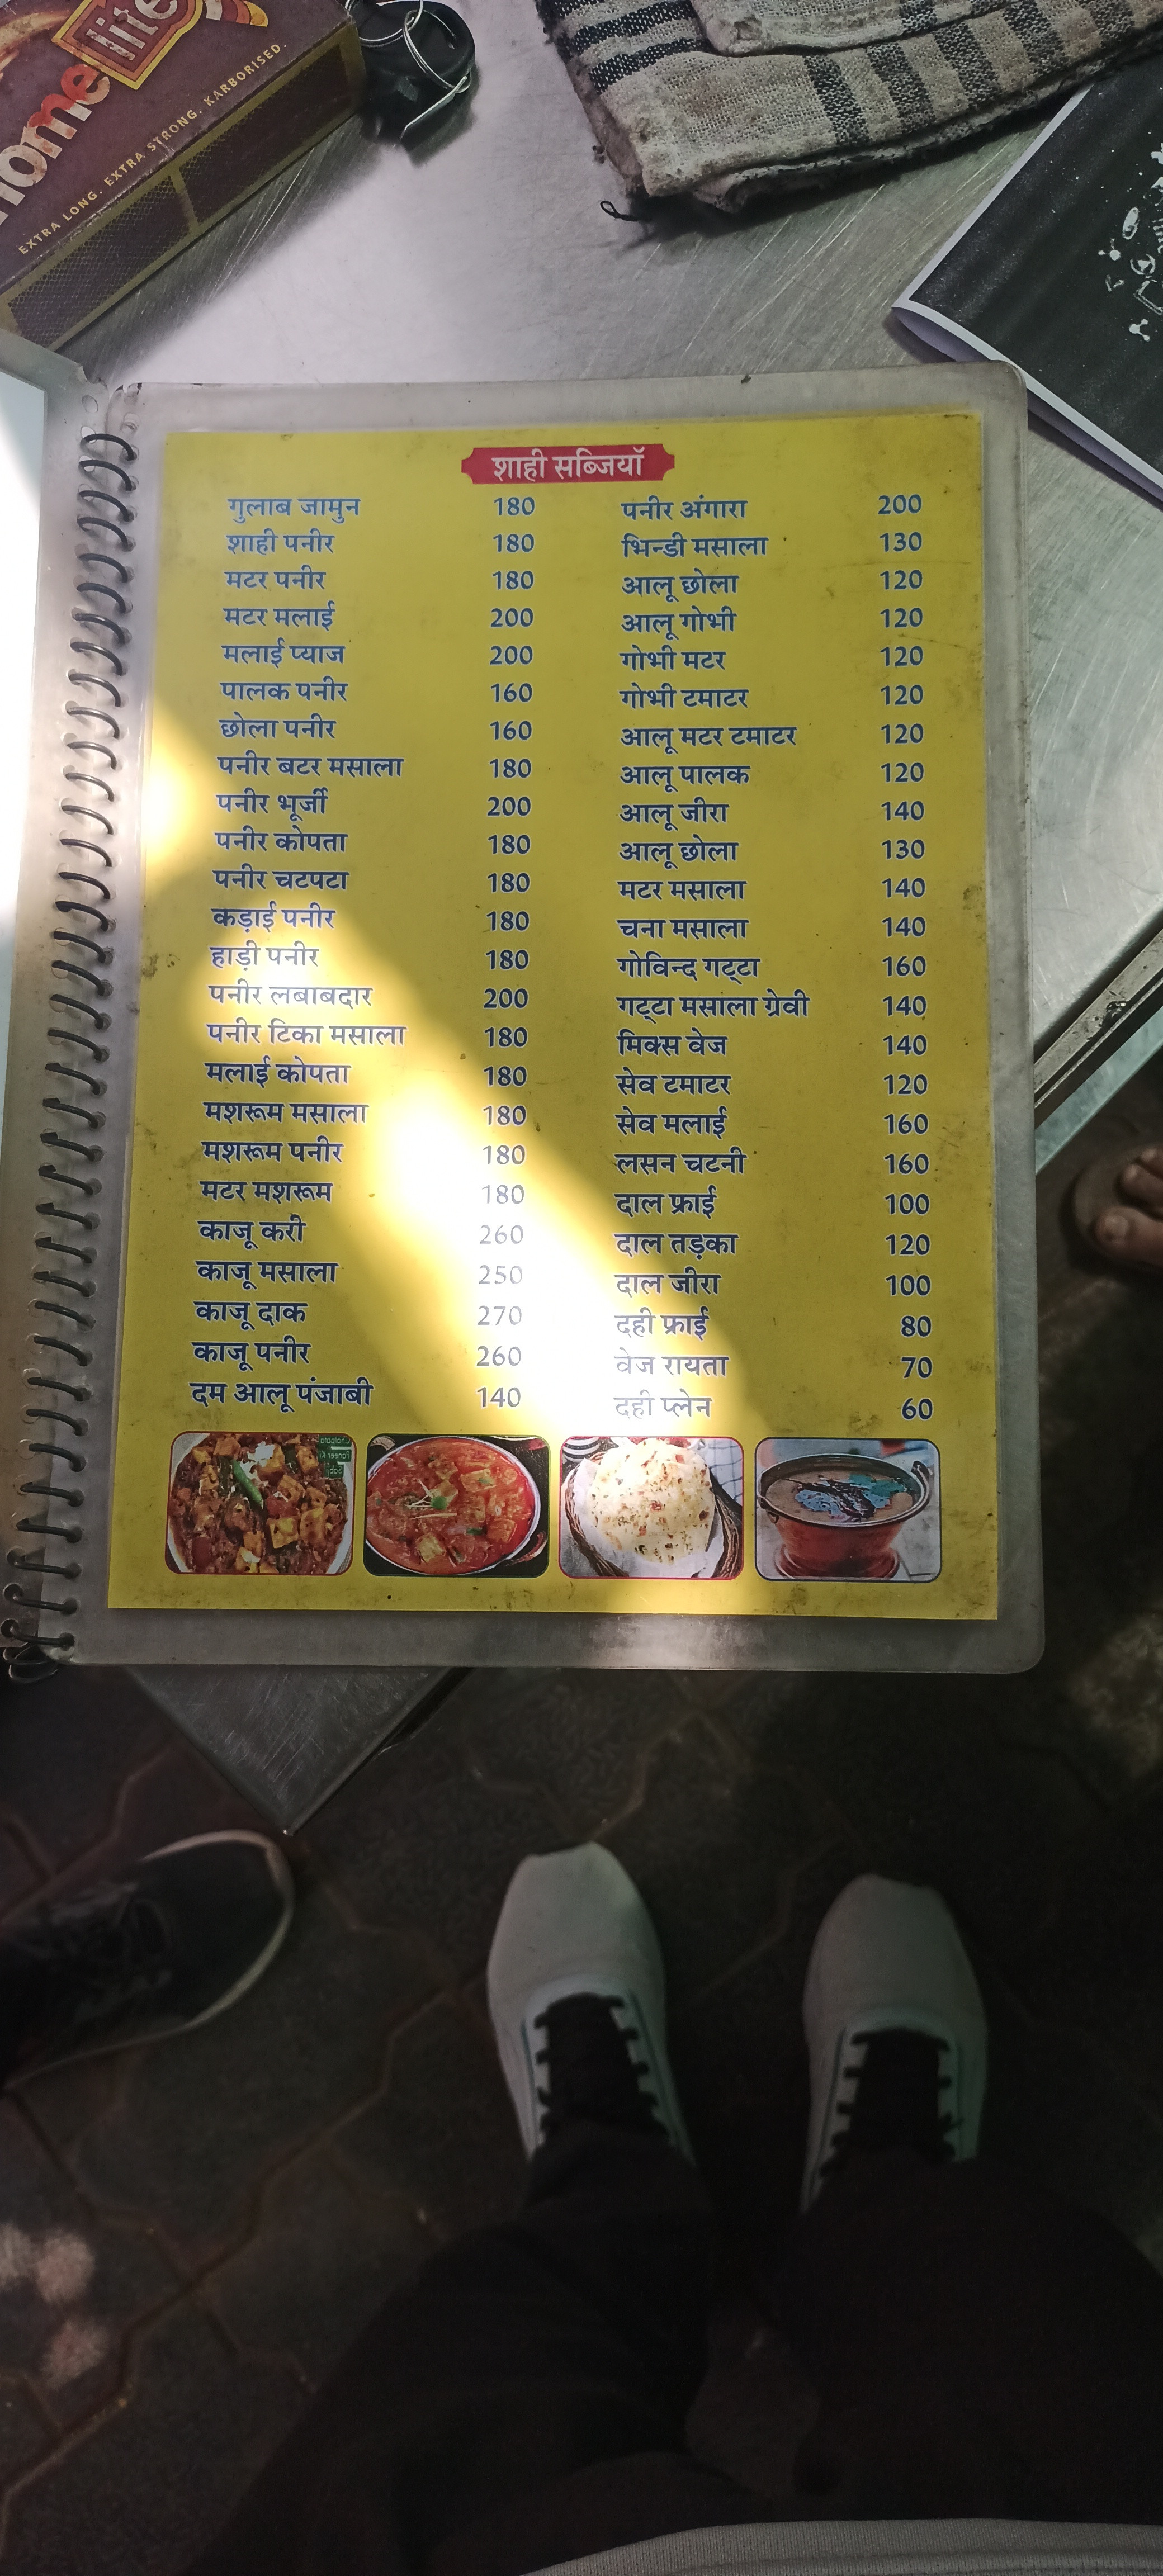 home lite
EXTRA LONG. EXTRA STRONG. KARBORISED.
शाही सब्जियाॅं
गुलाब जामुन 180
शाही पनीर 180
मटर पनीर 180
मटर मलाई 200
मलाई प्याज 200
पालक पनीर 160
छोला पनीर 160
पनीर बटर मसाला 180
पनीर भूर्जी 200
पनीर कोपता 180
पनीर चटपटा 180
कड़ाई पनीर 180
हाड़ी पनीर 180
पनीर लबाबदार 200
पनीर टिका मसाला 180
मलाई कोपता 180
मशरूम मसाला 180
मशरूम पनीर 180
मटर मशरूम 180
काजू करी 260
काजू मसाला 250
काजू दाक 270
काजू पनीर 260
दम आलू पंजाबी 140
पनीर अंगारा 200
भिन्डी मसाला 130
आलू छोला 120
आलू गोभी 120
गोभी मटर 120
गोभी टमाटर 120
आलू मटर टमाटर 120
आलू पालक 120
आलू जीरा 140
आलू छोला 130
मटर मसाला 140
चना मसाला 140
गोविन्द गट्टा 160
गट्टा मसाला ग्रेवी 140
मिक्स वेज 140
सेव टमाटर 120
सेव मलाई 160
लसन चटनी 160
दाल फ्राई 100
दाल तड़का 120
दाल जीरा 100
दही फ्राई 80
वेज रायता 70
दही प्लेन 60